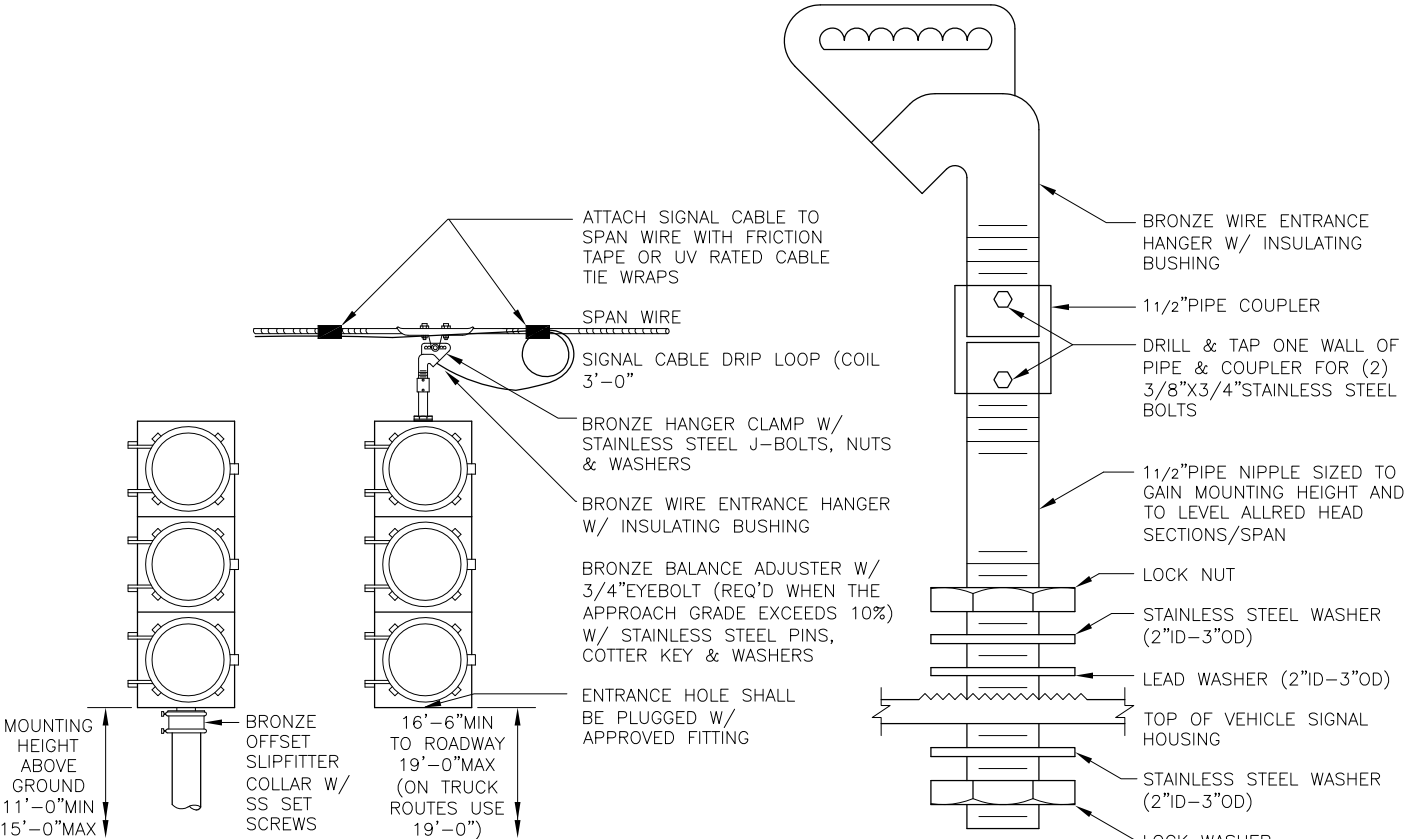 ATTACH SIGNAL CABLE TO
SPAN WIRE WITH FRICTION
TAPE OR UV RATED CABLE
TIE WRAPS
SPAN WIRE
SIGNAL CABLE DRIP LOOP (COIL
3'-0"
BRONZE HANGER CLAMP W/
STAINLESS STEEL J-BOLTS, NUTS
& WASHERS
BRONZE WIRE ENTRANCE HANGER
W/ INSULATING BUSHING
BRONZE BALANCE ADJUSTER W/
3/4"EYEBOLT (REQ'D WHEN THE
APPROACH GRADE EXCEEDS 10%)
W/ STAINLESS STEEL PINS,
COTTER KEY & WASHERS
ENTRANCE HOLE SHALL
BE PLUGGED W/
APPROVED FITTING
MOUNTING
HEIGHT
ABOVE
GROUND
11'-0"MIN
15'-0"MAX
BRONZE
OFFSET
SLIPFITTER
COLLAR W/
SS SET
SCREWS
16'-6"MIN
TO ROADWAY
19'-0"MAX
(ON TRUCK
ROUTES USE
19'-0")
BRONZE WIRE ENTRANCE
HANGER W/ INSULATING
BUSHING
1 1/2"PIPE COUPLER
DRILL & TAP ONE WALL OF
PIPE & COUPLER FOR (2)
3/8"X3/4"STAINLESS STEEL
BOLTS
1 1/2"PIPE NIPPLE SIZED TO
GAIN MOUNTING HEIGHT AND
TO LEVEL ALLRED HEAD
SECTIONS/SPAN
LOCK NUT
STAINLESS STEEL WASHER
(2"ID-3"OD)
LEAD WASHER (2"ID-3"OD)
TOP OF VEHICLE SIGNAL
HOUSING
STAINLESS STEEL WASHER
(2"ID-3"OD)
LOCK WASHER